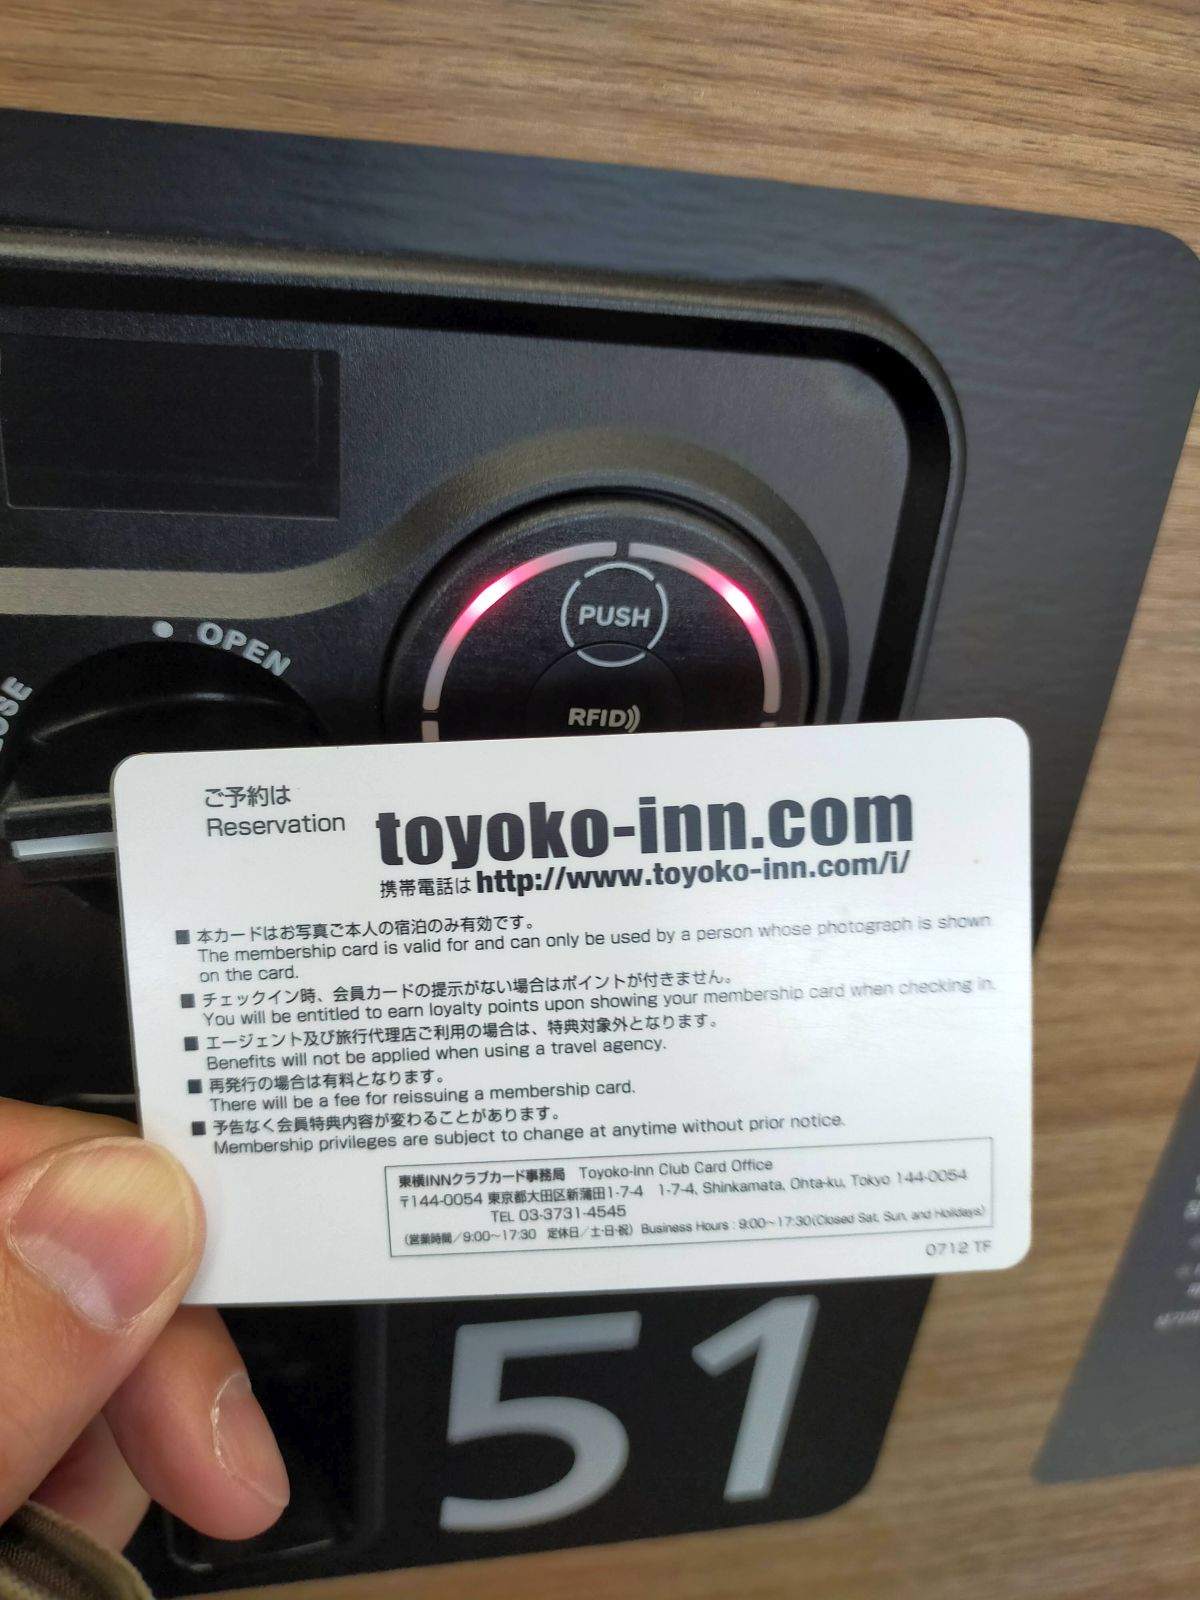 OPEN
PUSH
RFID
ご予約は
Reservation
toyoko-inn.com
携帯電話は http://www.toyoko-inn.com/i/
■ 本カードはお写真ご本人の宿泊のみ有効です。
The membership card is valid for and can only be used by a person whose photograph is shown
on the card.
■ チェックイン時、会員カードの提示がない場合はポイントが付きません。
You will be entitled to earn loyalty points upon showing your membership card when checking in.
■ エージェント及び旅行代理店ご利用の場合は、特典対象外となります。
Benefits will not be applied when using a travel agency.
■ 再発行の場合は有料となります。
There will be a fee for reissuing a membership card.
■ 予告なく会員特典内容が変わることがあります。
Membership privileges are subject to change at anytime without prior notice.
東横INNクラブカード事務局 Toyoko-Inn Club Card Office
〒144-0054 東京都大田区新蒲田1-7-4 1-7-4, Shinkamata, Ohta-ku, Tokyo 144-0054
TEL 03-3731-4545
(営業時間/9:00~17:30 定休日/土・日・祝) Business Hours : 9:00~17:30(Closed Sat, Sun, and Holidays)
0712 TF
51